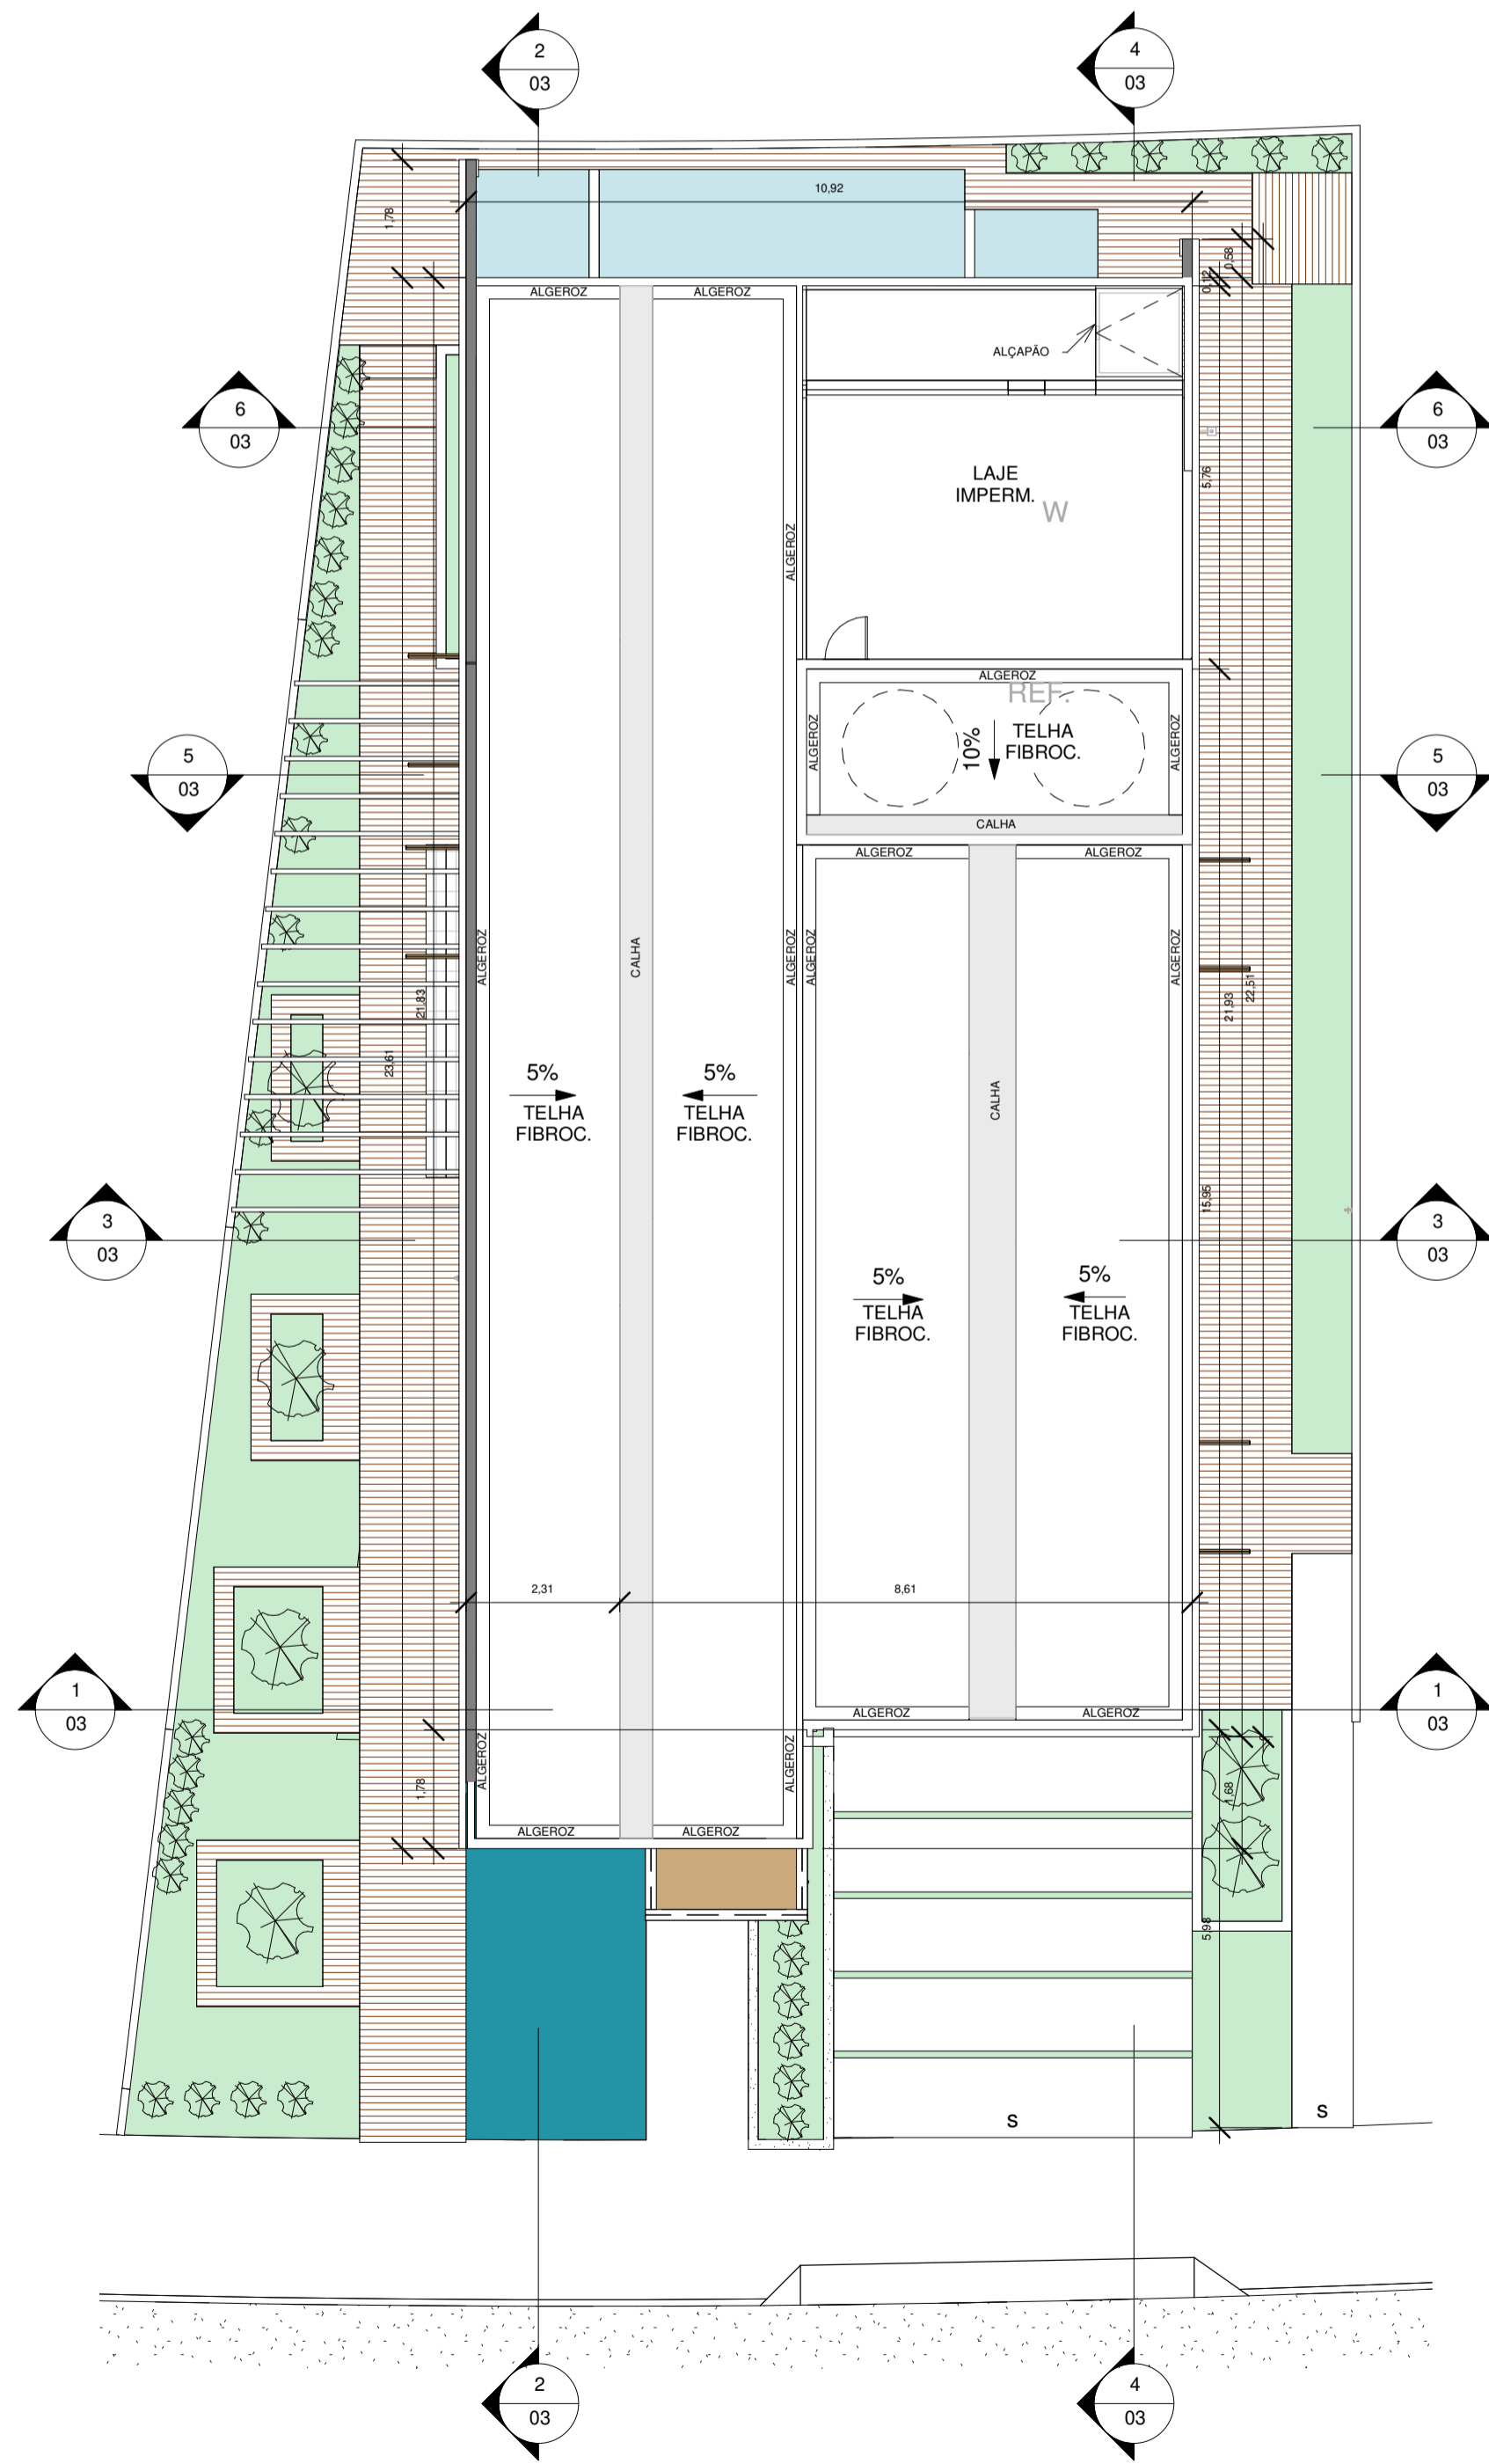 2
03
4
03
10,92
1,78
0,58
0,12
ALGEROZ
ALGEROZ
ALÇAPÃO
6
03
6
03
LAJE
IMPERM.
W
5,76
ALGEROZ
ALGEROZ
REF.
ALGEROZ
10%
TELHA
FIBROC.
ALGEROZ
5
03
5
03
CALHA
ALGEROZ
ALGEROZ
ALGEROZ
CALHA
ALGEROZ
ALGEROZ
ALGEROZ
21,83
23,61
21,93
22,51
5%
TELHA
FIBROC.
5%
TELHA
FIBROC.
CALHA
15,95
3
03
3
03
5%
TELHA
FIBROC.
5%
TELHA
FIBROC.
2,31
8,61
1
03
1
03
ALGEROZ
ALGEROZ
ALGEROZ
ALGEROZ
1,78
1,68
ALGEROZ
ALGEROZ
5,98
S
S
2
03
4
03